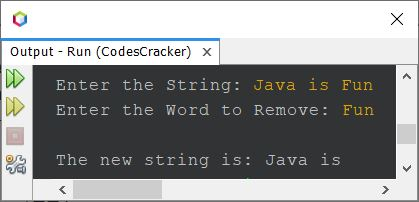 Output - Run (CodesCracker)
Enter the String: Java is Fun
Enter the Word to Remove: Fun
The new string is: Java is